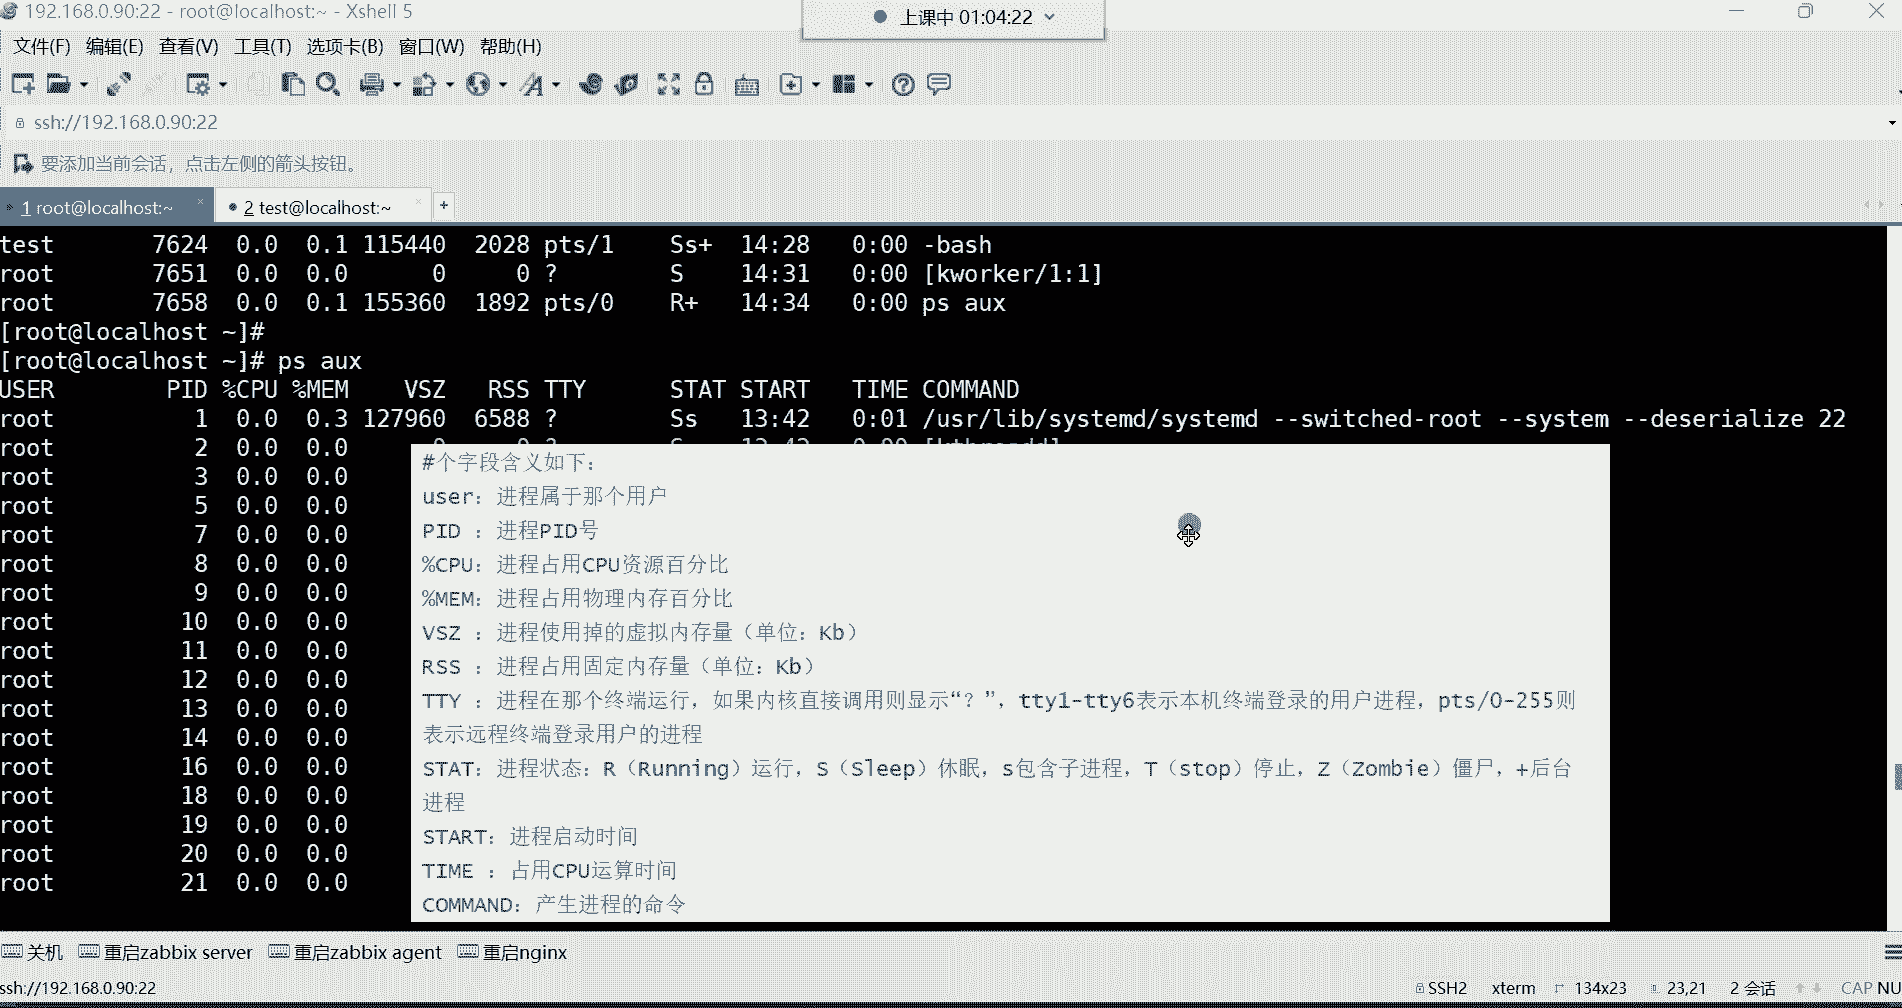 192.168.0.90:22 - root@localhost:~ - Xshell 5
上课中 01:04:22
文件(F) 编辑(E) 查看(V) 工具(T) 选项卡(B) 窗口(W) 帮助(H)
ssh://192.168.0.90:22
要添加当前会话，点击左侧的箭头按钮。
1 root@localhost:~ × 2 test@localhost:~ × +
test 7624 0.0 0.1 115440 2028 pts/1 Ss+ 14:28 0:00 -bash
root 7651 0.0 0.0 0 0 ? S 14:31 0:00 [kworker/1:1]
root 7658 0.0 0.1 155360 1892 pts/0 R+ 14:34 0:00 ps aux
[root@localhost ~]#
[root@localhost ~]# ps aux
USER PID %CPU %MEM VSZ RSS TTY STAT START TIME COMMAND
root 1 0.0 0.3 127960 6588 ? Ss 13:42 0:01 /usr/lib/systemd/systemd --switched-root --system --deserialize 22
root 2 0.0 0.0
root 3 0.0 0.0
root 5 0.0 0.0
root 7 0.0 0.0
root 8 0.0 0.0
root 9 0.0 0.0
root 10 0.0 0.0
root 11 0.0 0.0
root 12 0.0 0.0
root 13 0.0 0.0
root 14 0.0 0.0
root 16 0.0 0.0
root 18 0.0 0.0
root 19 0.0 0.0
root 20 0.0 0.0
root 21 0.0 0.0
#个字段含义如下：
user：进程属于那个用户
PID ：进程PID号
%CPU：进程占用CPU资源百分比
%MEM：进程占用物理内存百分比
VSZ ：进程使用掉的虚拟内存量（单位：Kb）
RSS ：进程占用固定内存量（单位：Kb）
TTY ：进程在那个终端运行，如果内核直接调用则显示“？”，tty1-tty6表示本机终端登录的用户进程，pts/0-255则
表示远程终端登录用户的进程
STAT：进程状态：R（Running）运行，S（Sleep）休眠，s包含子进程，T（stop）停止，Z（Zombie）僵尸，+后台
进程
START：进程启动时间
TIME ：占用CPU运算时间
COMMAND：产生进程的命令
关机 重启zabbix server 重启zabbix agent 重启nginx
ssh://192.168.0.90:22 SSH2 xterm 134x23 23,21 2 会话 CAP NU